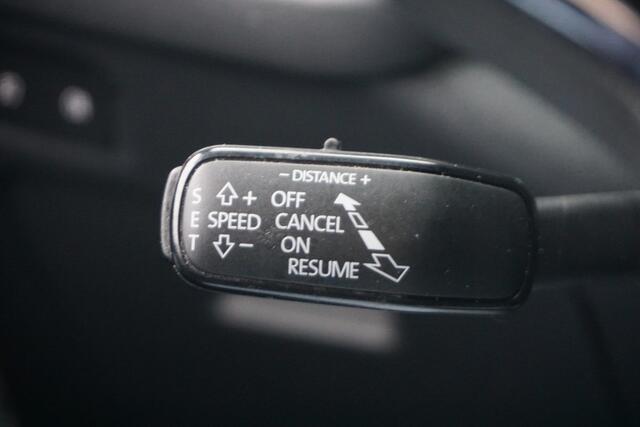 - DISTANCE +
S + OFF
E SPEED CANCEL
T - ON
RESUME